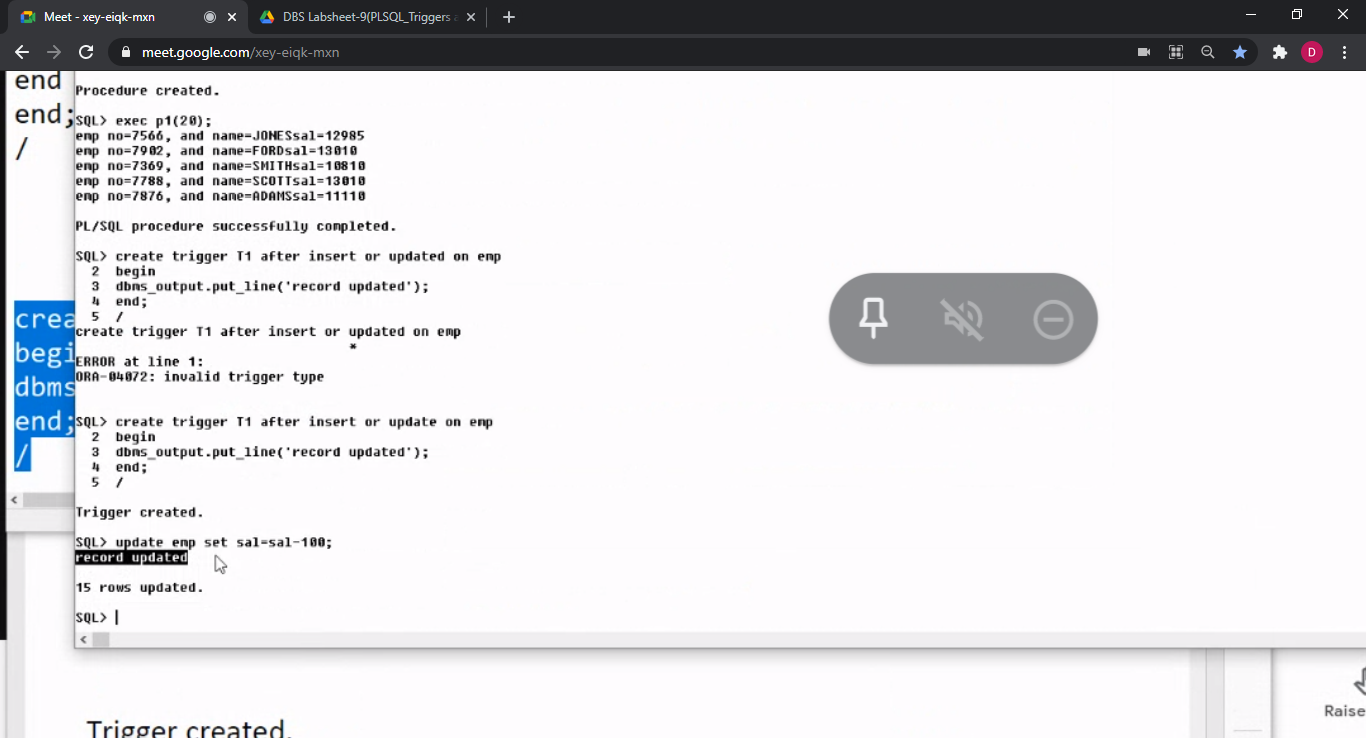 Meet - xey-eiqk-mxn
DBS Labsheet-9(PLSQL_Triggers a
meet.google.com/xey-eiqk-mxn
D
end
end;
/
Procedure created.
SQL> exec p1(20);
emp no=7566, and name=JONESsal=12985
emp no=7902, and name=FORDsal=13010
emp no=7369, and name=SMITHsal=10810
emp no=7788, and name=SCOTTsal=13010
emp no=7876, and name=ADAMSsal=11110
PL/SQL procedure successfully completed.
SQL> create trigger T1 after insert or updated on emp
2 begin
3 dbms_output.put_line('record updated');
4 end;
5 /
create trigger T1 after insert or updated on emp
*
ERROR at line 1:
ORA-04072: invalid trigger type
SQL> create trigger T1 after insert or update on emp
2 begin
3 dbms_output.put_line('record updated');
4 end;
5 /
Trigger created.
SQL> update emp set sal=sal-100;
record updated
15 rows updated.
SQL>
crea
begi
dbms
end;
/
Trigger created.
Raise